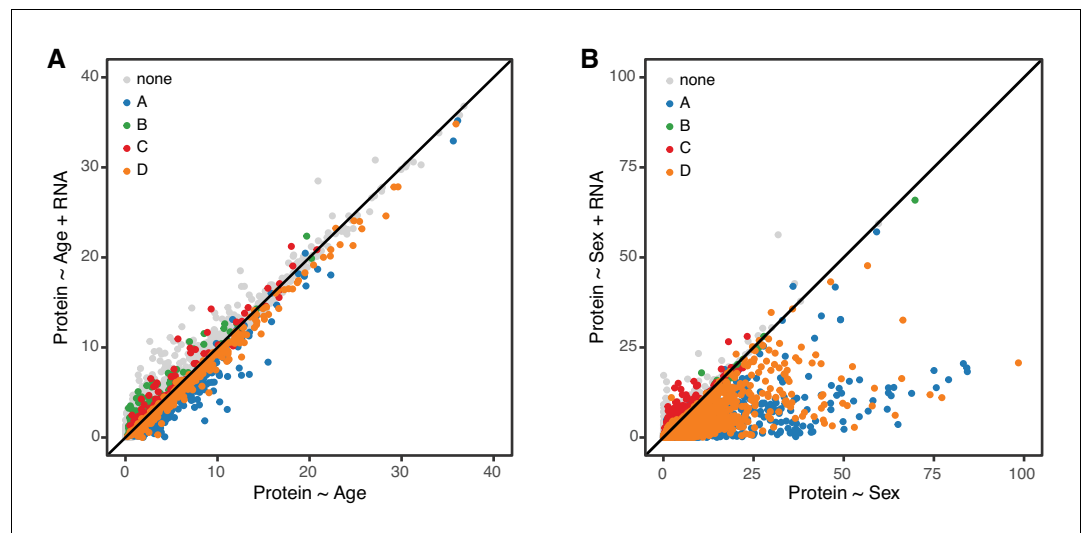 A
40
30
20
10
0
none
A
B
C
D
0
10
20
30
40
Protein ~ Age
Protein ~ Age + RNA
B
100
75
50
25
0
none
A
B
C
D
0
25
50
75
100
Protein ~ Sex
Protein ~ Sex + RNA